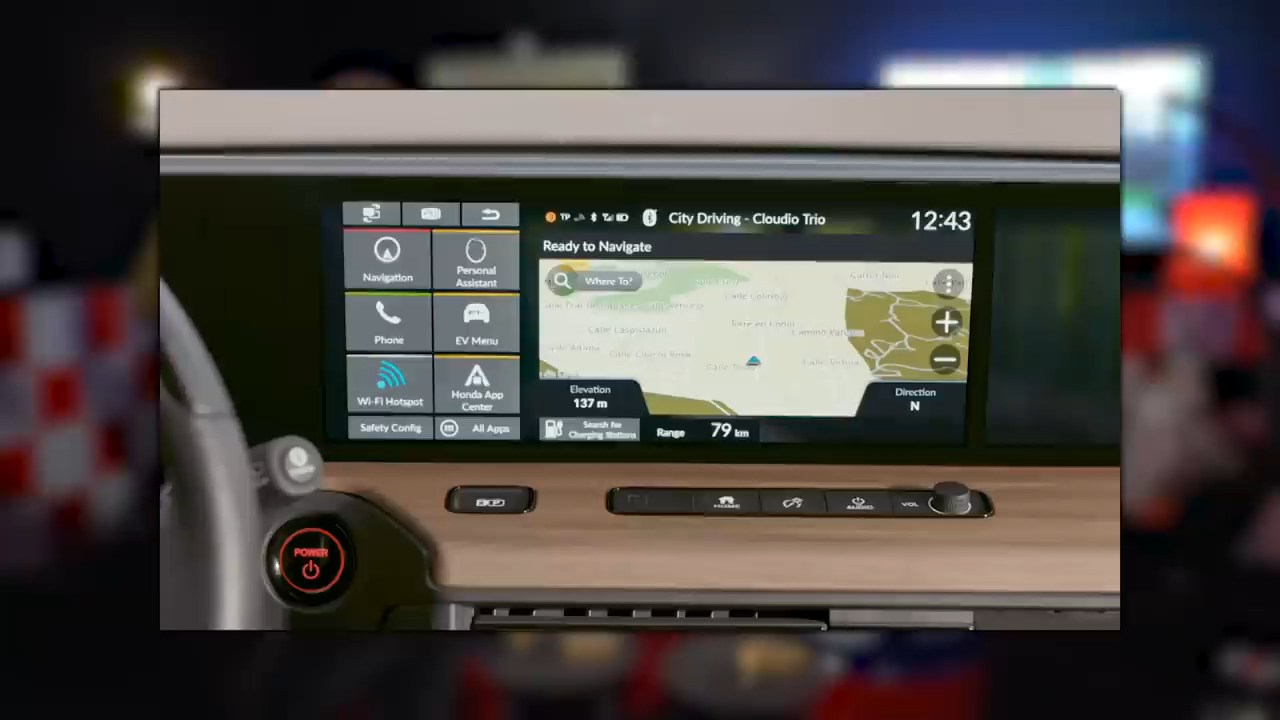 TP
City Driving - Cloudio Trio
12:43
Ready to Navigate
Where To?
Navigation
Personal
Assistant
Phone
EV Menu
Wi-Fi Hotspot
Honda App
Center
Safety Config
All Apps
Elevation
137 m
Direction
N
Search for
Charging Stations
Range
79 km
HOME
AUDIO
VOL
POWER